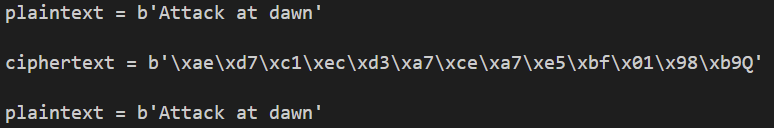 plaintext = b'Attack at dawn'
ciphertext = b'\xae\xd7\xc1\xec\xd3\xa7\xce\xa7\xe5\xbf\x01\x98\xb9Q'
plaintext = b'Attack at dawn'